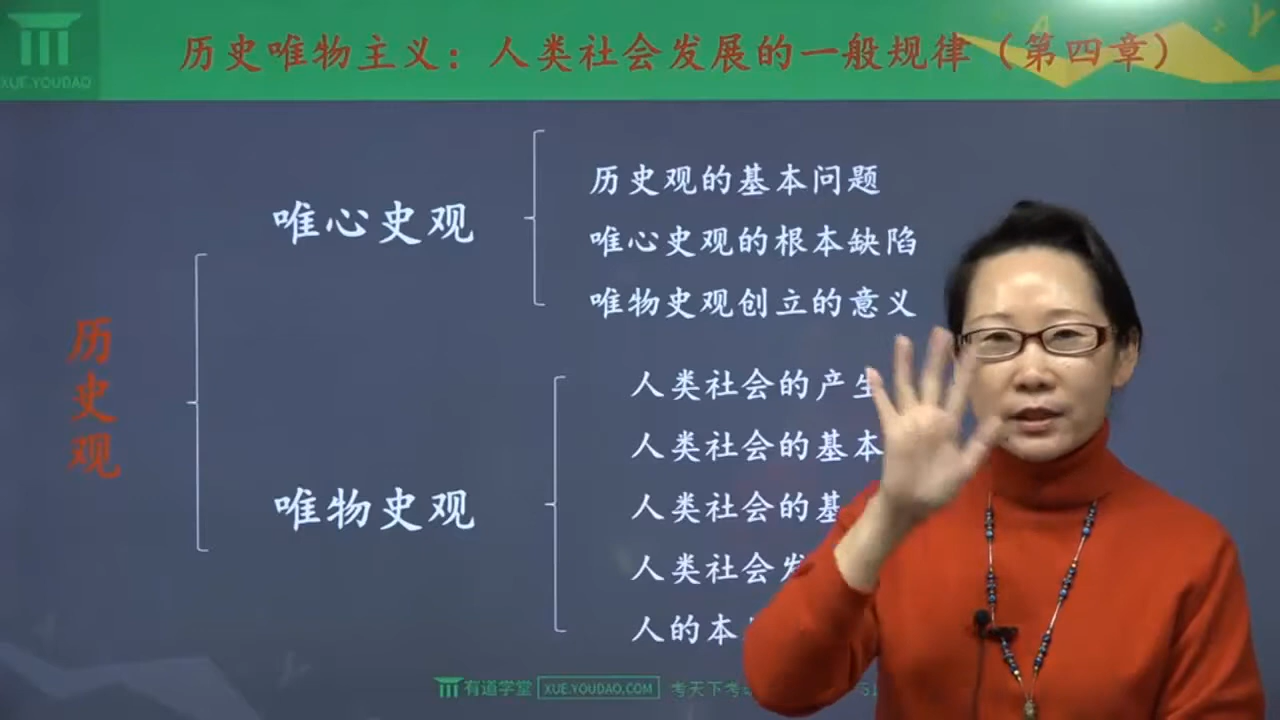 XUE.YOUDAO
历史唯物主义：人类社会发展的一般规律（第四章）
历史观
唯心史观
历史观的基本问题
唯心史观的根本缺陷
唯物史观创立的意义
唯物史观
人类社会的产生
人类社会的基本
人类社会的基
人类社会发
人的本
有道学堂 XUE.YOUDAO.COM 考天下考